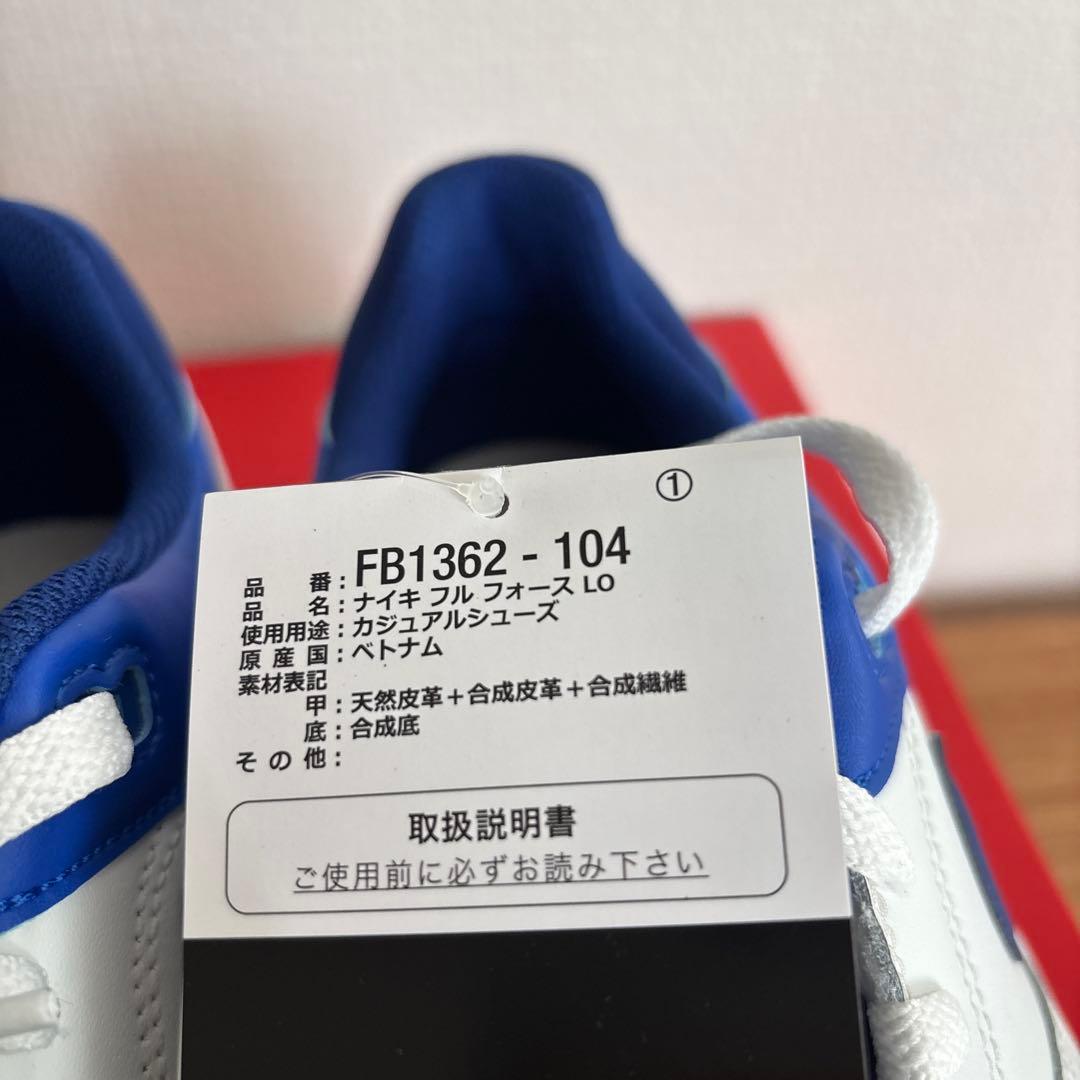 ①
品番:FB1362-104
品名:ナイキ フル フォース LO
使用用途:カジュアルシューズ
原産国:ベトナム
素材表記
甲:天然皮革+合成皮革+合成繊維
底:合成底
その他:
取扱説明書
ご使用前に必ずお読み下さい